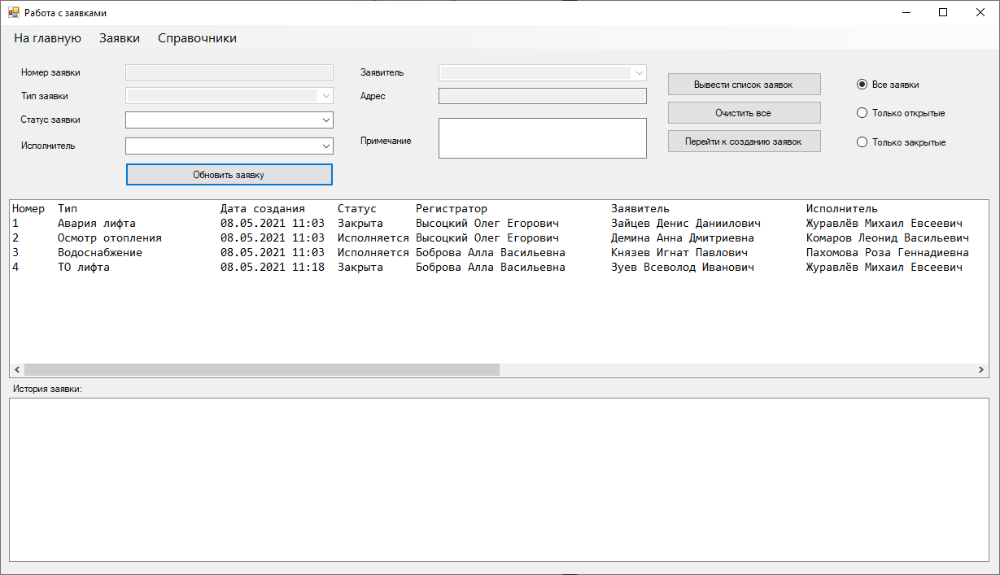 Работа с заявками
На главную Заявки Справочники
Номер заявки
Тип заявки
Статус заявки
Исполнитель
Обновить заявку
Заявитель
Адрес
Примечание
Вывести список заявок
Очистить все
Перейти к созданию заявок
Все заявки
Только открытые
Только закрытые
Номер Тип Дата создания Статус Регистратор Заявитель Исполнитель
1 Авария лифта 08.05.2021 11:03 Закрыта Высоцкий Олег Егорович Зайцев Денис Даниилович Журавлёв Михаил Евсеевич
2 Осмотр отопления 08.05.2021 11:03 Исполняется Высоцкий Олег Егорович Демина Анна Дмитриевна Комаров Леонид Васильевич
3 Водоснабжение 08.05.2021 11:03 Исполняется Боброва Алла Васильевна Князев Игнат Павлович Пахомова Роза Геннадиевна
4 ТО лифта 08.05.2021 11:18 Закрыта Боброва Алла Васильевна Зуев Всеволод Иванович Журавлёв Михаил Евсеевич
История заявки: